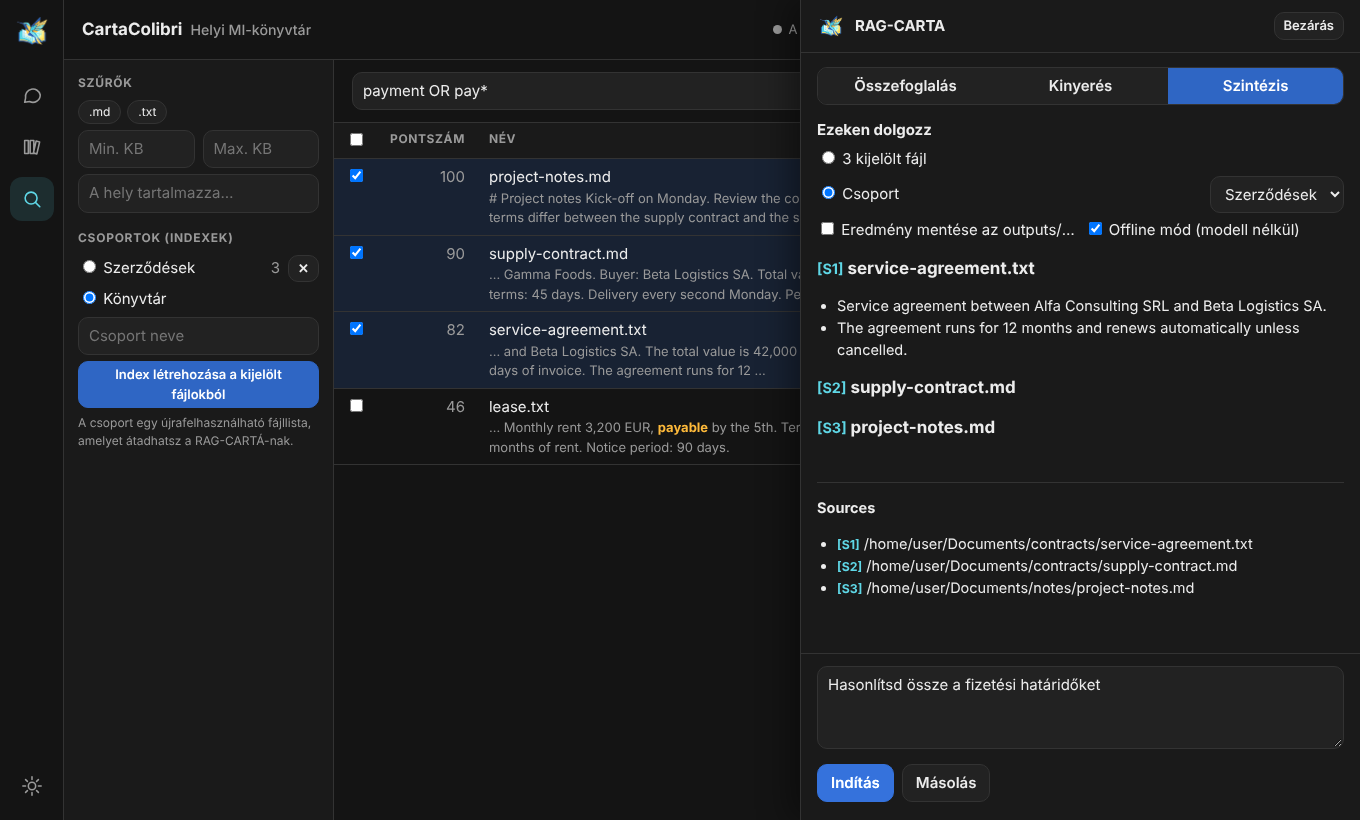 CartaColibri Helyi MI-könyvtár
A
SZŰRŐK
.md .txt
Min. KB Max. KB
A hely tartalmazza...
CSOPORTOK (INDEXEK)
Szerződések 3 ×
Könyvtár
Csoport neve
Index létrehozása a kijelölt
fájlokból
A csoport egy újrafelhasználható fájllista,
amelyet átadhatsz a RAG-CARTÁ-nak.
payment OR pay*
PONTSZÁM NÉV
100 project-notes.md
# Project notes Kick-off on Monday. Review the co
terms differ between the supply contract and the s
90 supply-contract.md
... Gamma Foods. Buyer: Beta Logistics SA. Total va
terms: 45 days. Delivery every second Monday. Pe
82 service-agreement.txt
... and Beta Logistics SA. The total value is 42,000
days of invoice. The agreement runs for 12 ...
46 lease.txt
... Monthly rent 3,200 EUR, payable by the 5th. Ter
months of rent. Notice period: 90 days.
RAG-CARTA Bezárás
Összefoglalás Kinyerés Szintézis
Ezeken dolgozz
3 kijelölt fájl
Csoport Szerződések
Eredmény mentése az outputs/... Offline mód (modell nélkül)
[S1] service-agreement.txt
• Service agreement between Alfa Consulting SRL and Beta Logistics SA.
• The agreement runs for 12 months and renews automatically unless
cancelled.
[S2] supply-contract.md
[S3] project-notes.md
Sources
• [S1] /home/user/Documents/contracts/service-agreement.txt
• [S2] /home/user/Documents/contracts/supply-contract.md
• [S3] /home/user/Documents/notes/project-notes.md
Hasonlítsd össze a fizetési határidőket
Indítás Másolás